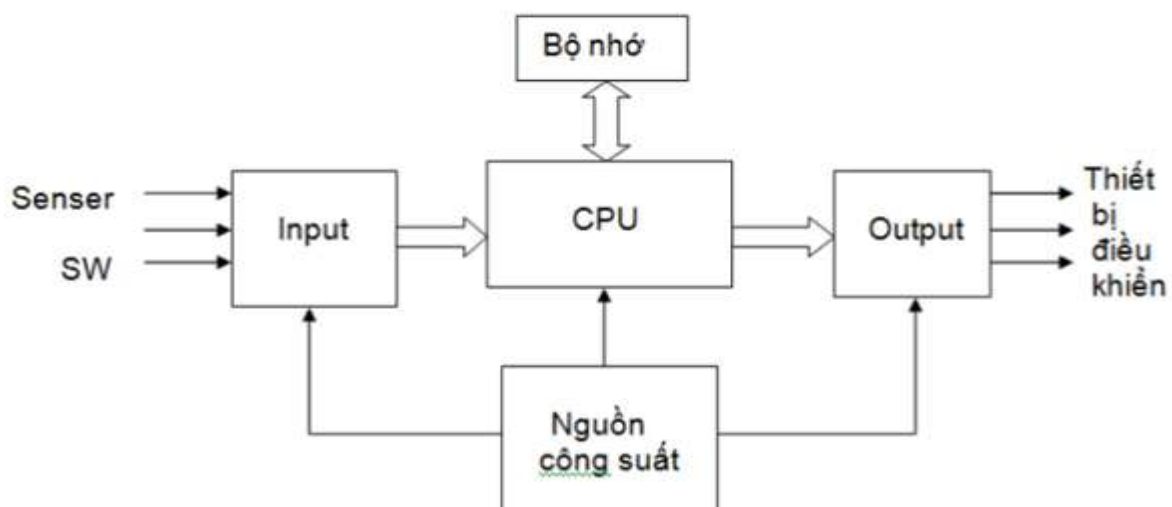 Bộ nhớ
Senser
SW
Input
CPU
Output
Thiết
bị
điều
khiển
Nguồn
công suất